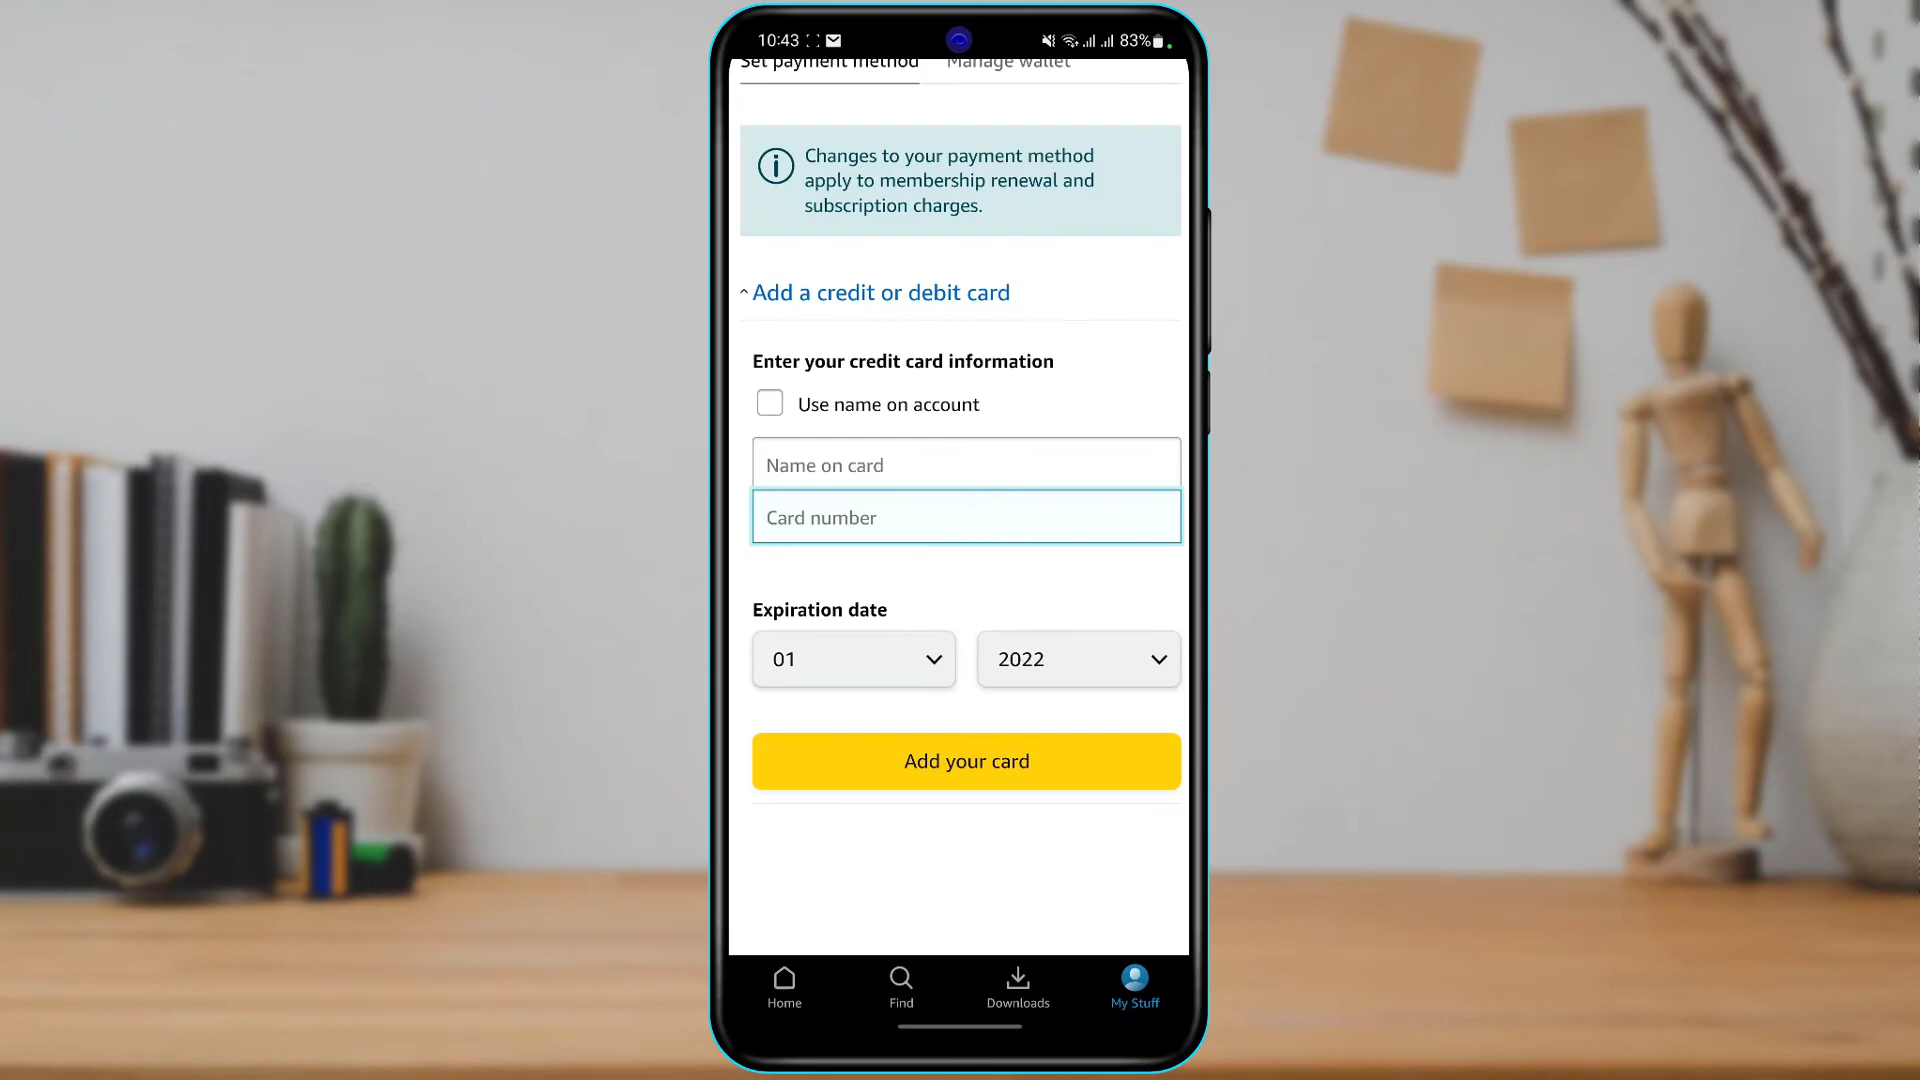 10:43
83%
Set payment method
Manage wallet
Changes to your payment method
apply to membership renewal and
subscription charges.
Add a credit or debit card
Enter your credit card information
Use name on account
Name on card
Card number
Expiration date
01
2022
Add your card
Home
Find
Downloads
My Stuff